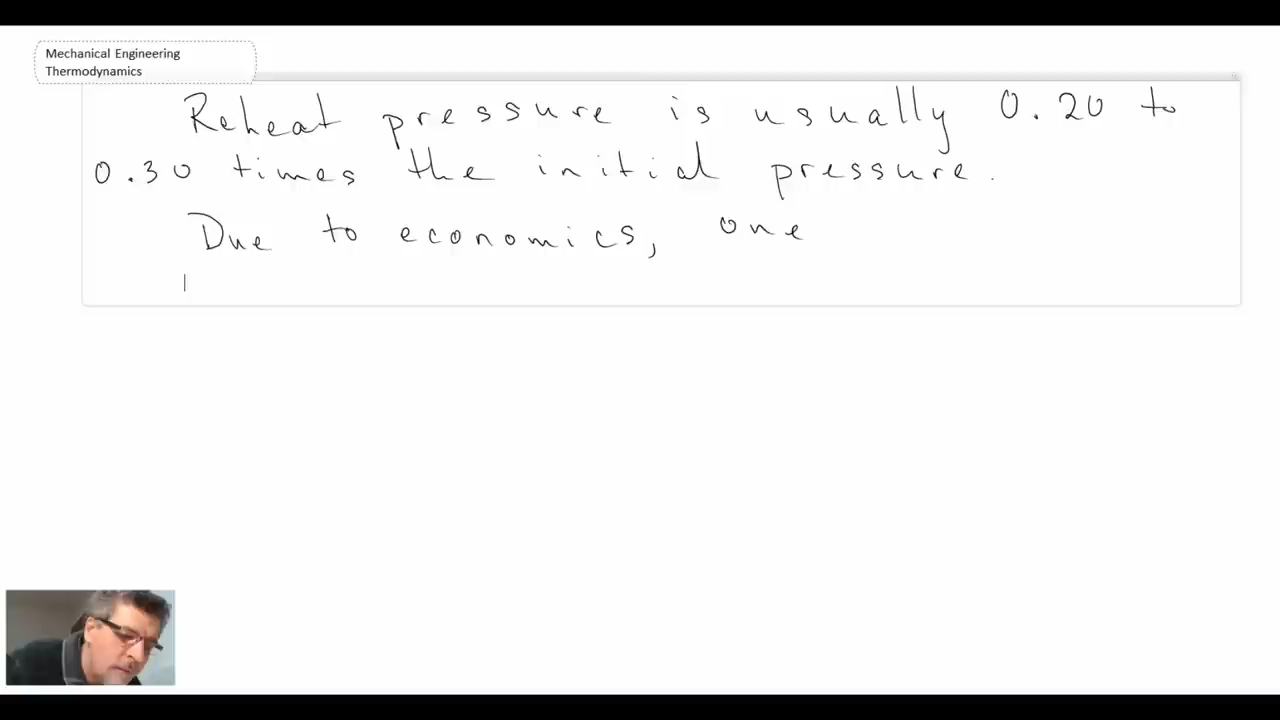 Mechanical Engineering
Thermodynamics
Reheat pressure is usually 0.20 to
0.30 times the initial pressure.
Due to economics, one